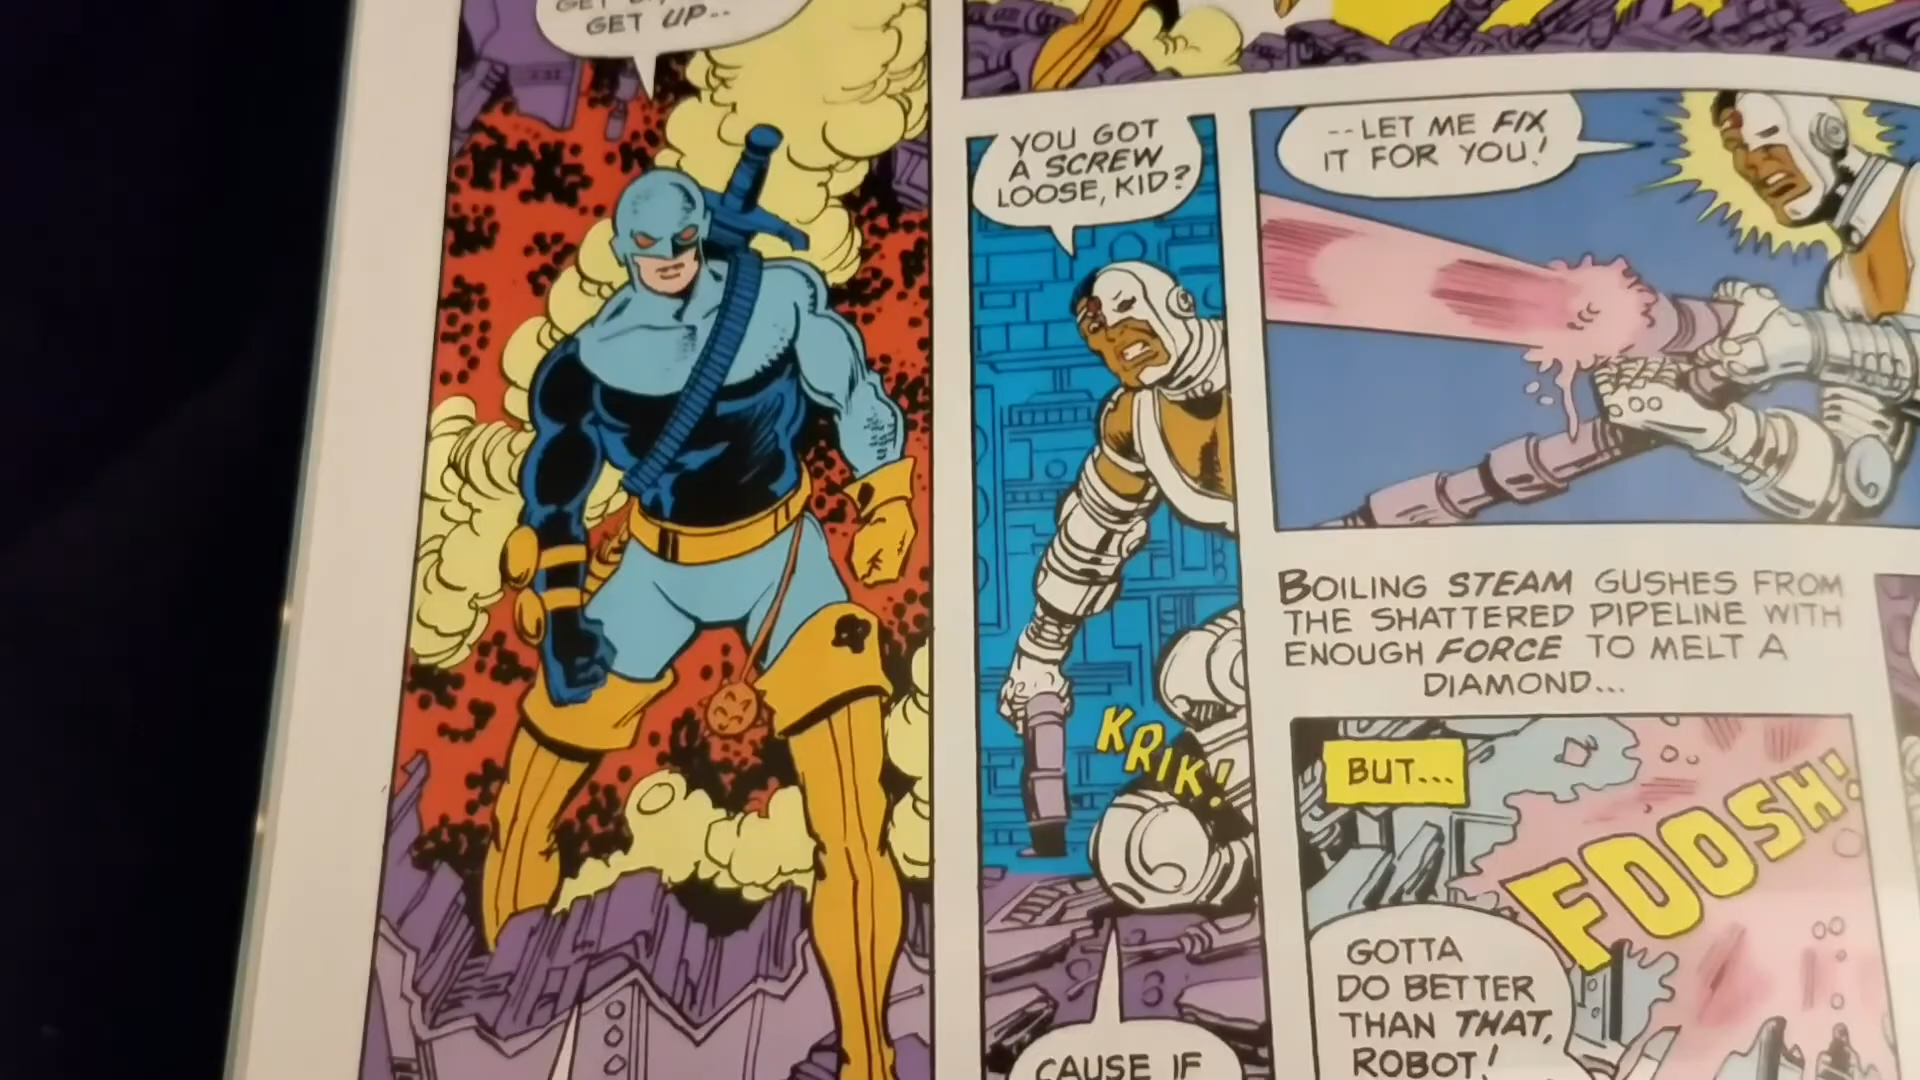 GET UP--
YOU GOT
A SCREW
LOOSE, KID?
--LET ME FIX
IT FOR YOU!
KRIK!
BOILING STEAM GUSHES FROM
THE SHATTERED PIPELINE WITH
ENOUGH FORCE TO MELT A
DIAMOND...
BUT...
FOOSH!
GOTTA
DO BETTER
THAN THAT,
ROBOT!
CAUSE IF